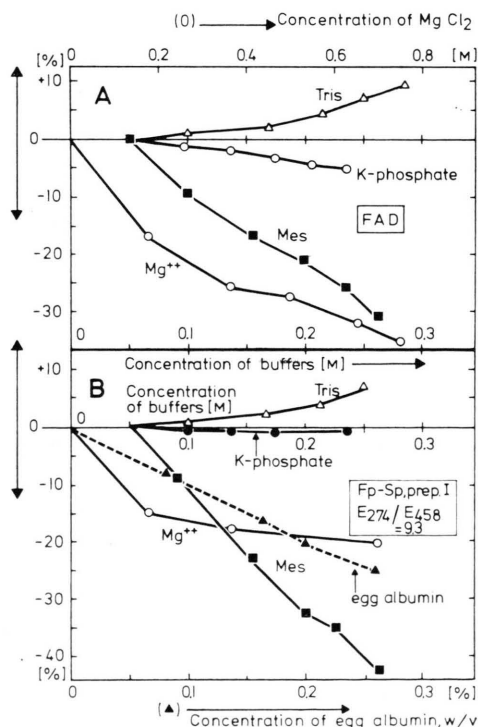 (O) → Concentration of Mg Cl2
[%] 0 0.2 0.4 0.6 [M] 0.8
+10
A
Tris
0
K-phosphate
-10
FAD
Mes
-20
Mg++
-30
0 0.1 0.2 0.3
Concentration of buffers [M] →
+10
B Concentration
of buffers [M]
Tris
0 0.1 0.2 0.3
0
K-phosphate
-10
Fp-Sp, prep. I
E274/E458
=9.3
Mg++
-20
Mes
egg albumin
-30
-40
[%]
0 0.1 0.2 [%] 0.3
(▲) →
Concentration of egg albumin, w/v